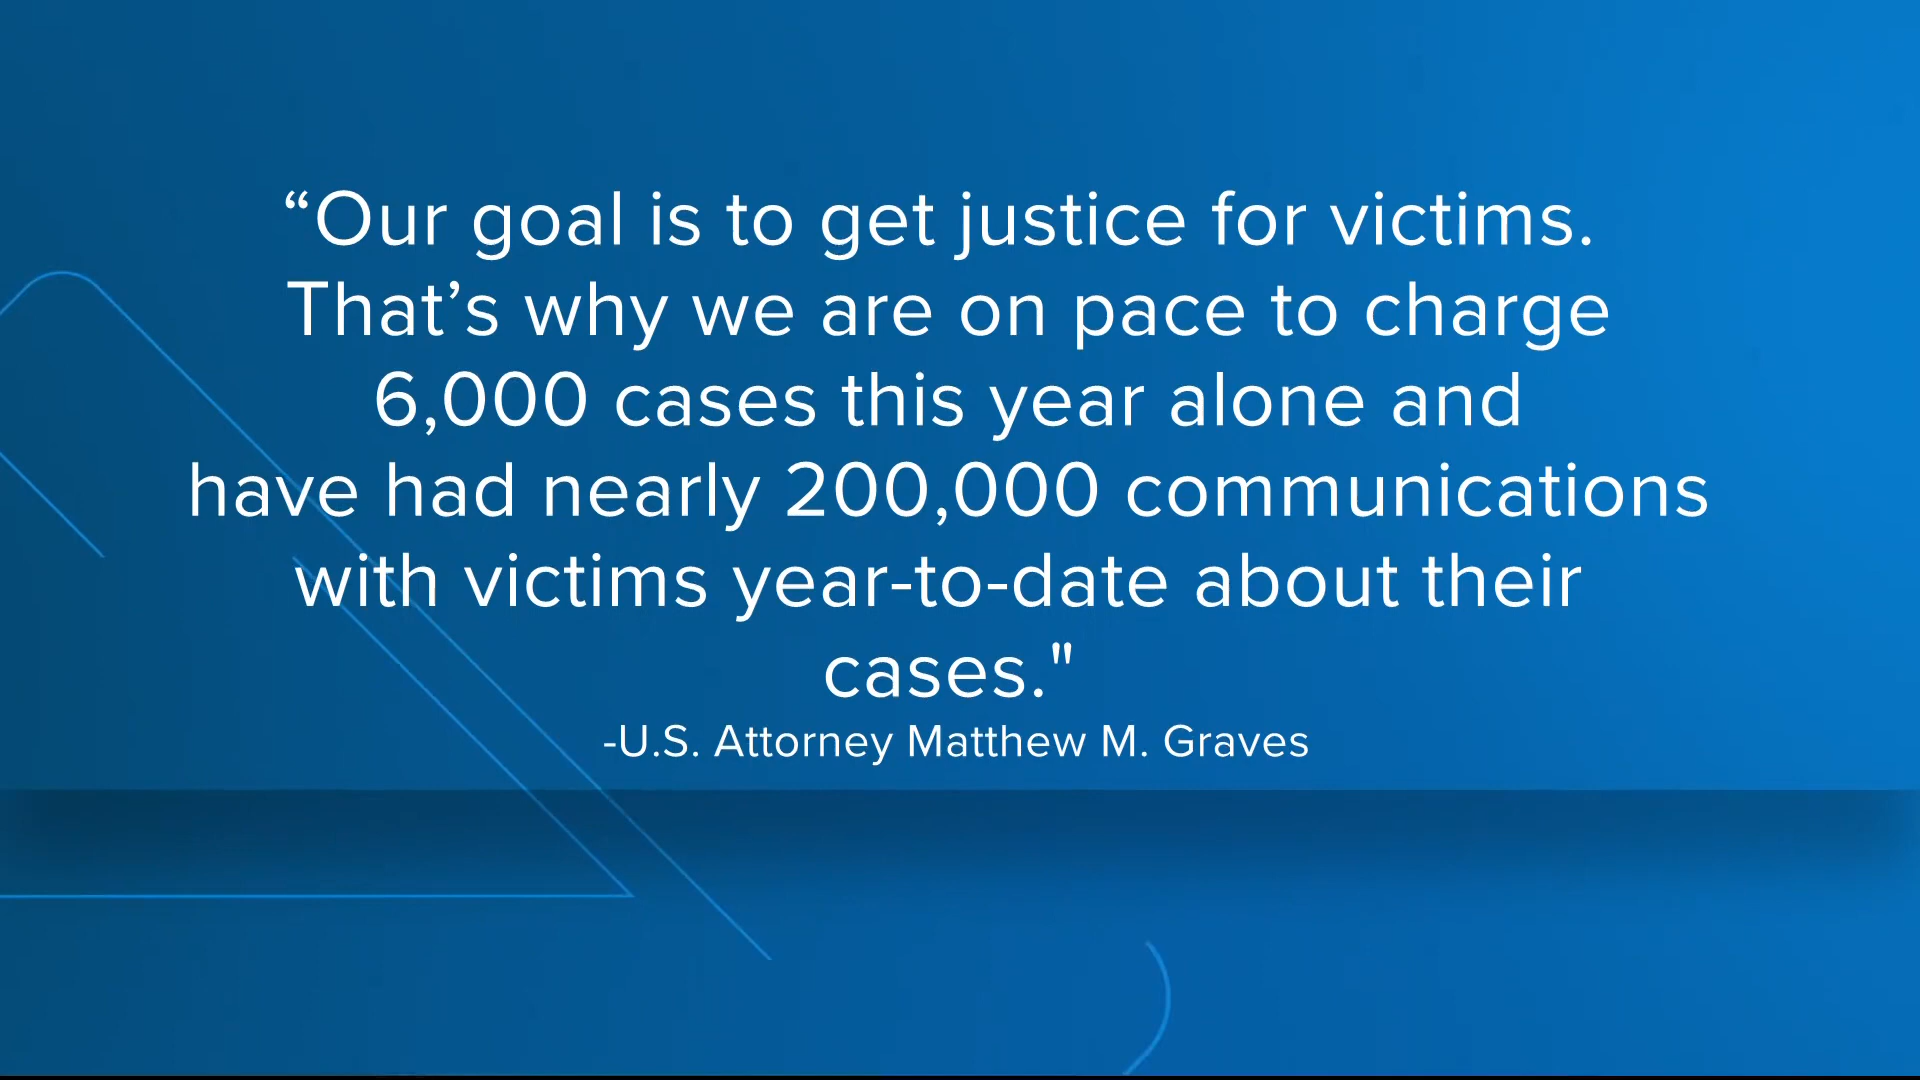 “Our goal is to get justice for victims.
That’s why we are on pace to charge
6,000 cases this year alone and
have had nearly 200,000 communications
with victims year-to-date about their
cases."
-U.S. Attorney Matthew M. Graves